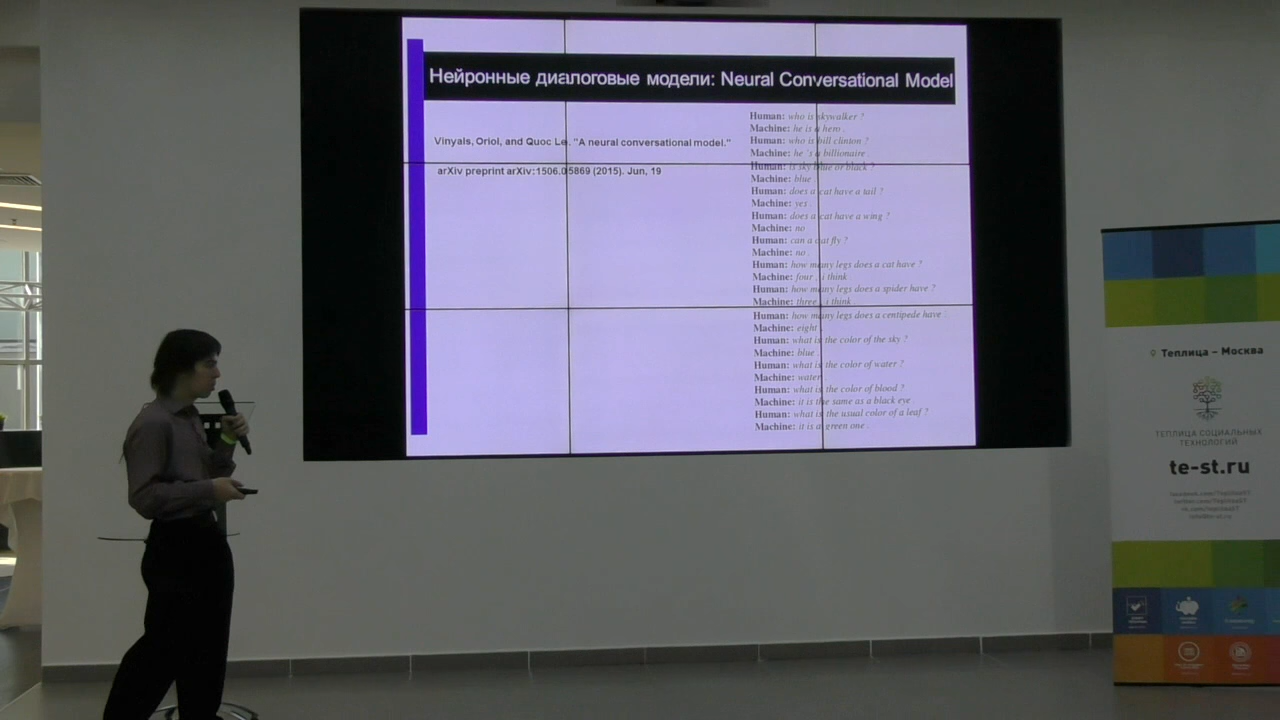 Нейронные диалоговые модели: Neural Conversational Model
Vinyals, Oriol, and Quoc Le. "A neural conversational model."
arXiv preprint arXiv:1506.05869 (2015). Jun, 19
Human: who is skywalker ?
Machine: he is a hero .
Human: who is bill clinton ?
Machine: he 's a billionaire .
Human: is sky blue or black ?
Machine: blue .
Human: does a cat have a tail ?
Machine: yes .
Human: does a cat have a wing ?
Machine: no
Human: can a cat fly ?
Machine: no .
Human: how many legs does a cat have ?
Machine: four , i think .
Human: how many legs does a spider have ?
Machine: three , i think .
Human: how many legs does a centipede have
Machine: eight .
Human: what is the color of the sky ?
Machine: blue .
Human: what is the color of water ?
Machine: water
Human: what is the color of blood ?
Machine: it is the same as a black eye .
Human: what is the usual color of a leaf ?
Machine: it is a green one .
Теплица – Москва
ТЕПЛИЦА СОЦИАЛЬНЫХ
ТЕХНОЛОГИЙ
te-st.ru